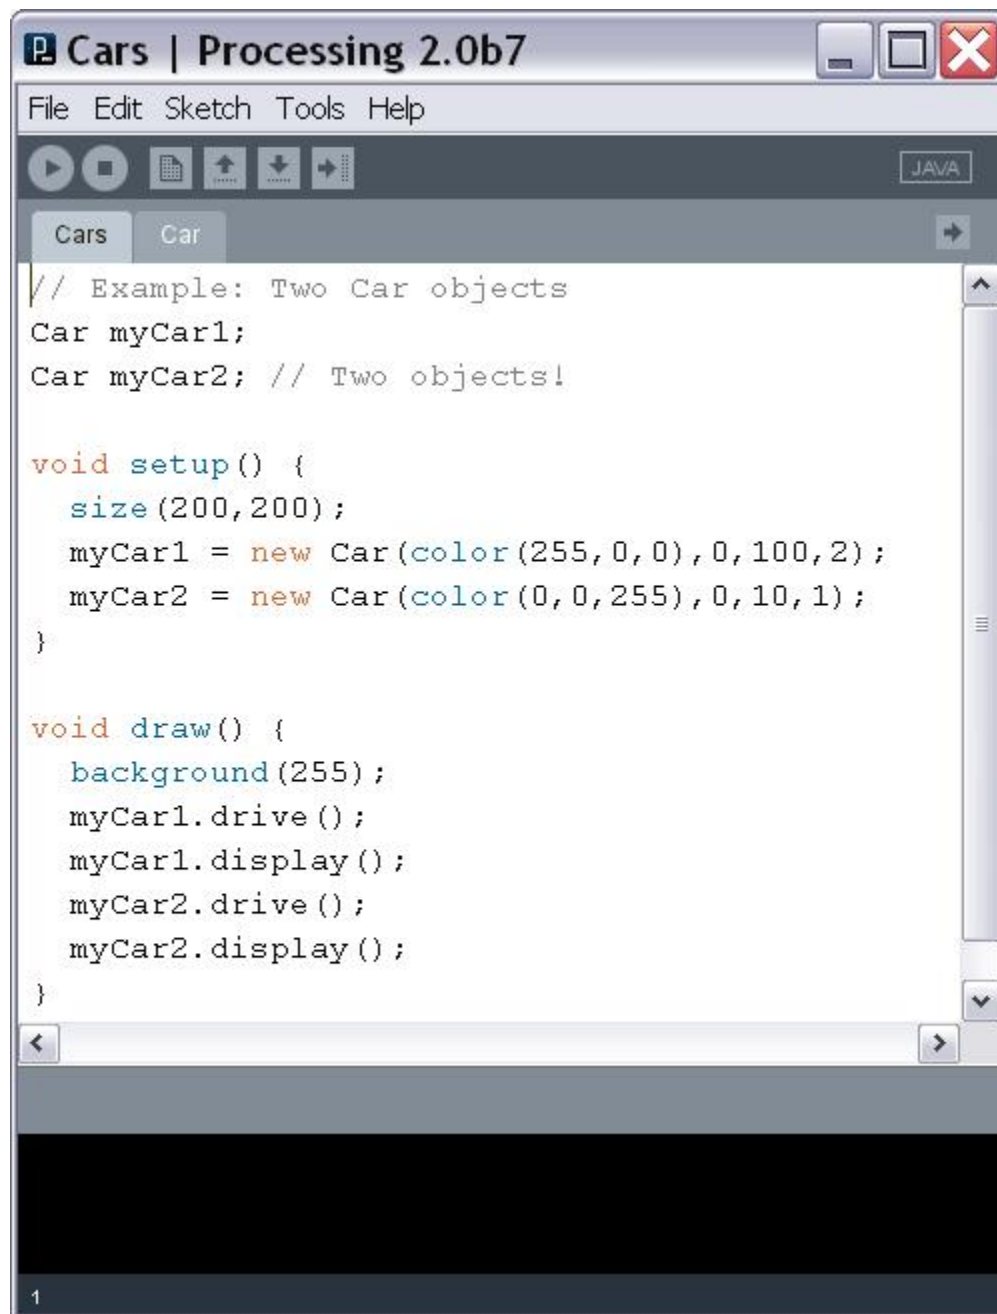 Cars | Processing 2.0b7
File Edit Sketch Tools Help
JAVA
Cars Car
// Example: Two Car objects
Car myCar1;
Car myCar2; // Two objects!

void setup() {
  size(200,200);
  myCar1 = new Car(color(255,0,0),0,100,2);
  myCar2 = new Car(color(0,0,255),0,10,1);
}

void draw() {
  background(255);
  myCar1.drive();
  myCar1.display();
  myCar2.drive();
  myCar2.display();
}
1